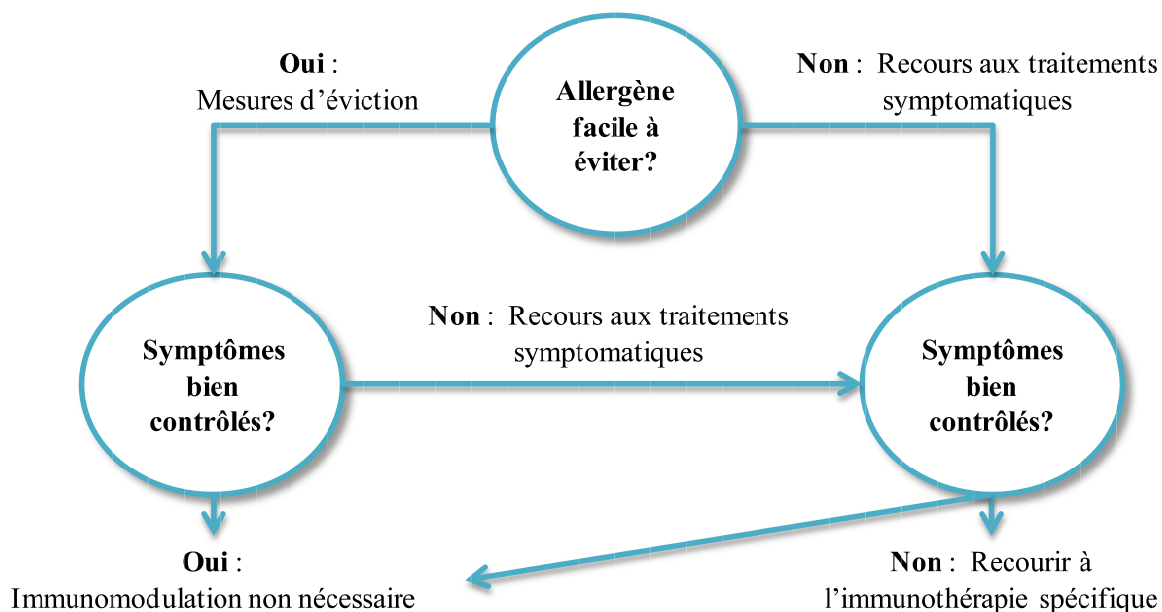 Allergène
facile à
éviter?
Oui :
Mesures d'éviction
Non : Recours aux traitements
symptomatiques
Symptômes
bien
contrôlés?
Non : Recours aux traitements
symptomatiques
Symptômes
bien
contrôlés?
Oui :
Immunomodulation non nécessaire
Non : Recourir à
l'immunothérapie spécifique